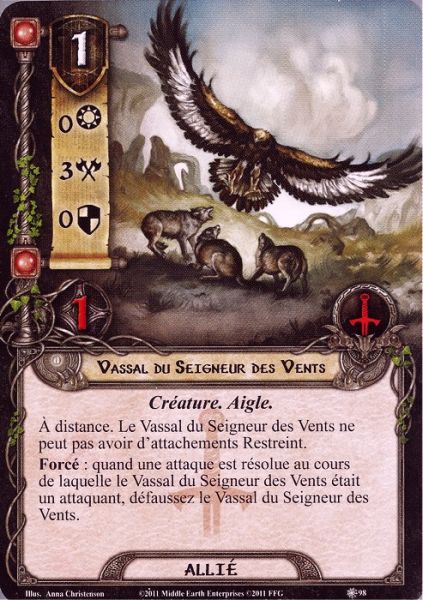 1
0
3
0
1
Vassal du Seigneur des Vents
Créature. Aigle.
À distance. Le Vassal du Seigneur des Vents ne
peut pas avoir d'attachements Restreint.
Forcé : quand une attaque est résolue au cours
de laquelle le Vassal du Seigneur des Vents était
un attaquant, défaussez le Vassal du Seigneur des
Vents.
ALLIÉ
Illus. Anna Christenson ©2011 Middle Earth Enterprises ©2011 FFG 98